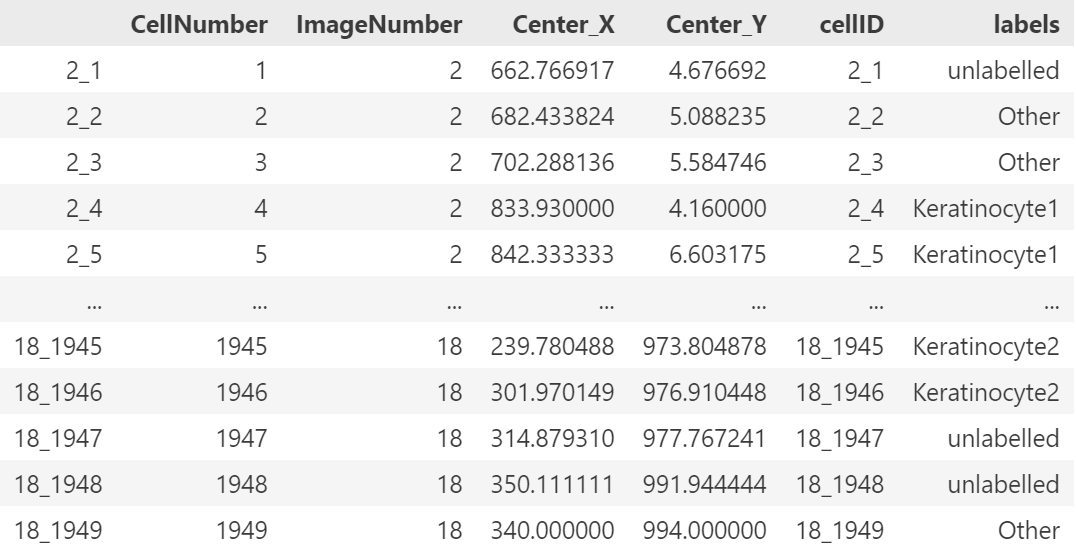 CellNumber ImageNumber Center_X Center_Y cellID labels
2_1 1 2 662.766917 4.676692 2_1 unlabelled
2_2 2 2 682.433824 5.088235 2_2 Other
2_3 3 2 702.288136 5.584746 2_3 Other
2_4 4 2 833.930000 4.160000 2_4 Keratinocyte1
2_5 5 2 842.333333 6.603175 2_5 Keratinocyte1
... ... ... ... ... ... ...
18_1945 1945 18 239.780488 973.804878 18_1945 Keratinocyte2
18_1946 1946 18 301.970149 976.910448 18_1946 Keratinocyte2
18_1947 1947 18 314.879310 977.767241 18_1947 unlabelled
18_1948 1948 18 350.111111 991.944444 18_1948 unlabelled
18_1949 1949 18 340.000000 994.000000 18_1949 Other